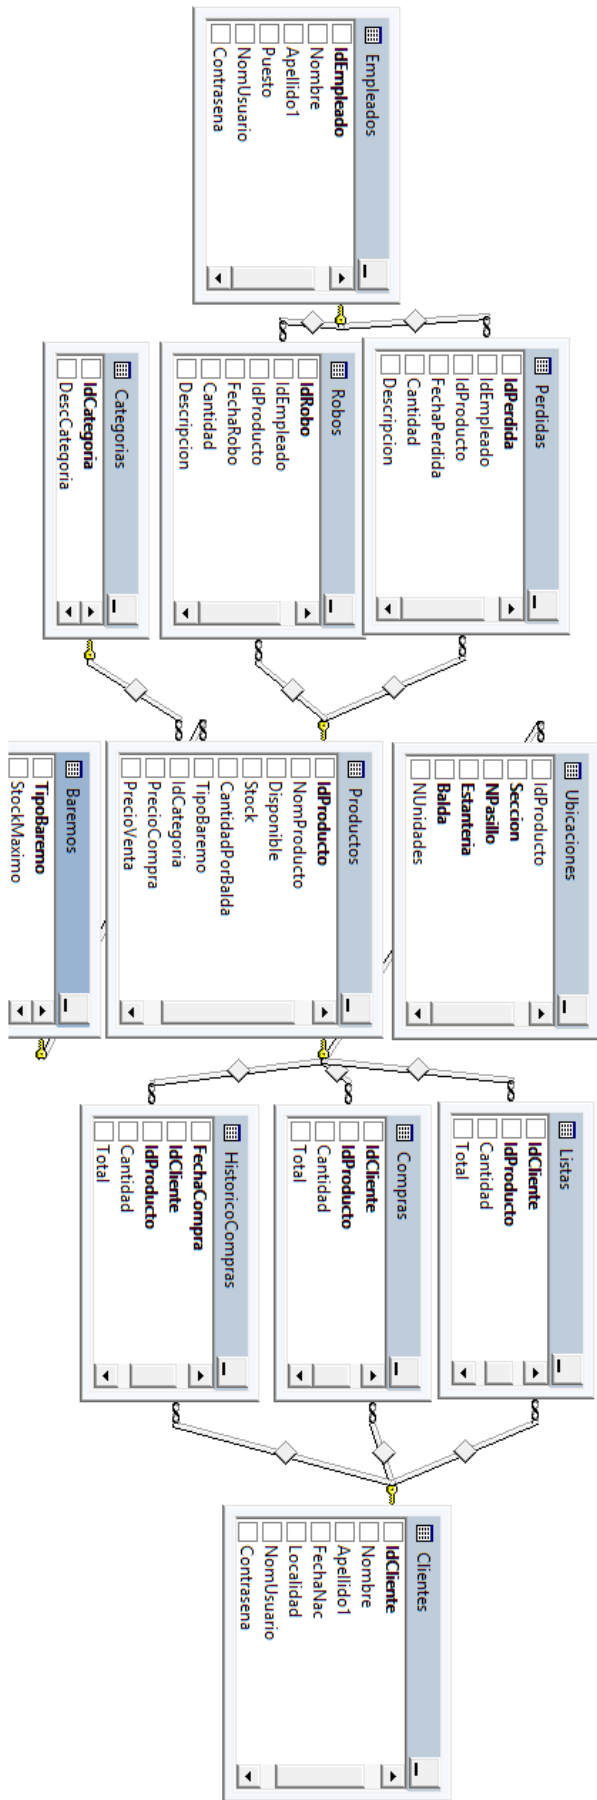 Empleados
IdEmpleado
Nombre
Apellido1
Puesto
NomUsuario
Contrasena
Perdidas
IdPerdida
IdEmpleado
IdProducto
FechaPerdida
Cantidad
Descripcion
Robos
IdRobo
IdEmpleado
IdProducto
FechaRobo
Cantidad
Descripcion
Categorias
IdCategoria
DescCategoria
Ubicaciones
IdProducto
Seccion
NPasillo
Estanteria
Balda
NUnidades
Productos
IdProducto
NomProducto
Disponible
Stock
CantidadPorBalda
TipoBaremo
IdCategoria
PrecioCompra
PrecioVenta
Baremos
TipoBaremo
StockMaximo
Listas
IdCliente
IdProducto
Cantidad
Total
Compras
IdCliente
IdProducto
Cantidad
Total
HistoricoCompras
FechaCompra
IdCliente
IdProducto
Cantidad
Total
Clientes
IdCliente
Nombre
Apellido1
FechaNac
Localidad
NomUsuario
Contrasena